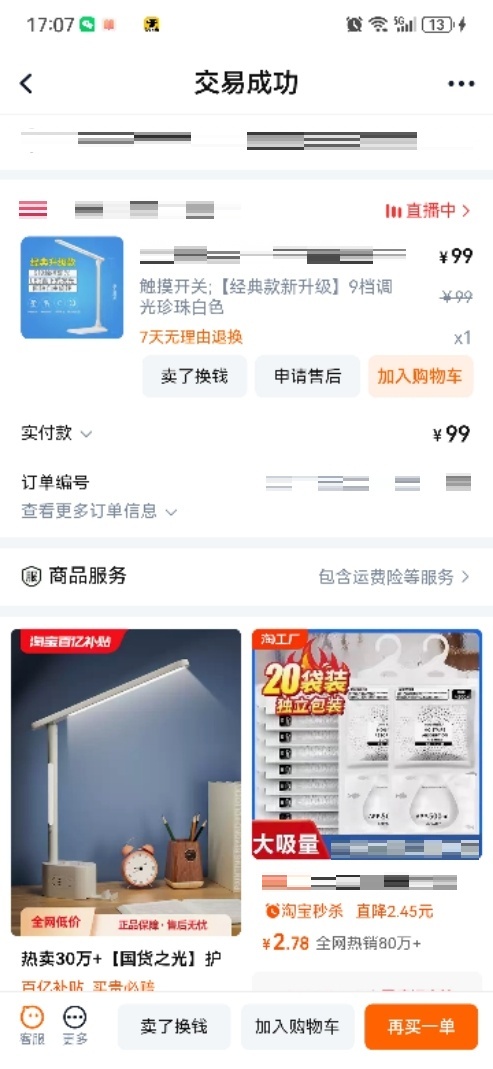 17:07
5G
13
交易成功
直播中
经典升级款
¥99
触摸开关;【经典款新升级】9档调
光珍珠白色
¥99
7天无理由退换
x1
卖了换钱
申请售后
加入购物车
实付款
¥99
订单编号
查看更多订单信息
服 商品服务
包含运费险等服务
淘宝百亿补贴
全网低价
正品保障·售后无忧
热卖30万+【国货之光】护
百亿补贴 买贵必赔
淘工厂
20袋装
独立包装
大吸量
淘宝秒杀 直降2.45元
¥2.78 全网热销80万+
客服
更多
卖了换钱
加入购物车
再买一单